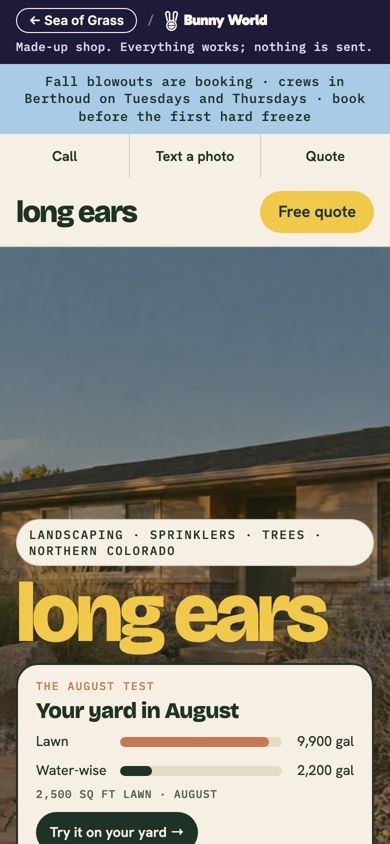 ← Sea of Grass / Bunny World
Made-up shop. Everything works; nothing is sent.
Fall blowouts are booking · crews in
Berthoud on Tuesdays and Thursdays · book
before the first hard freeze
Call Text a photo Quote
long ears Free quote
LANDSCAPING · SPRINKLERS · TREES ·
NORTHERN COLORADO
long ears
THE AUGUST TEST
Your yard in August
Lawn 9,900 gal
Water-wise 2,200 gal
2,500 SQ FT LAWN · AUGUST
Try it on your yard →